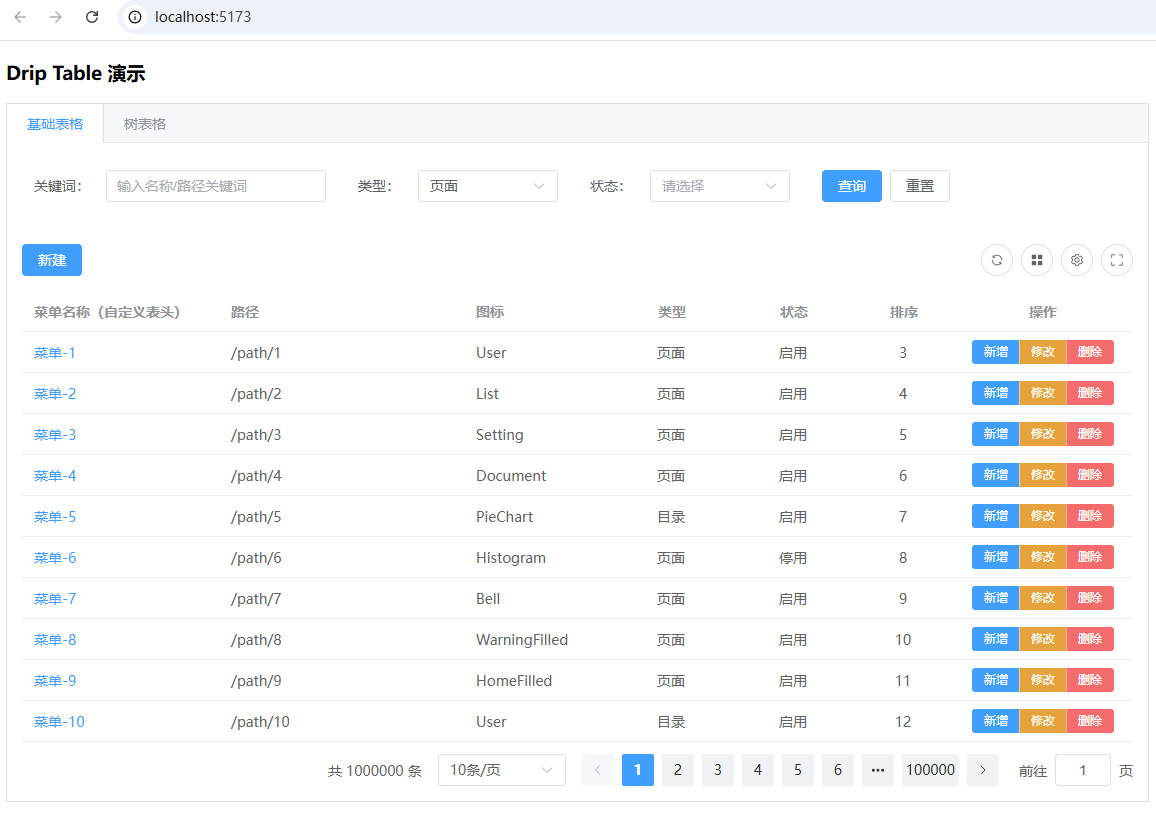 localhost:5173
Drip Table 演示
基础表格 树表格
关键词： 输入名称/路径关键词 类型： 页面 状态： 请选择 查询 重置
新建
菜单名称（自定义表头） 路径 图标 类型 状态 排序 操作
菜单-1 /path/1 User 页面 启用 3 新增 修改 删除
菜单-2 /path/2 List 页面 启用 4 新增 修改 删除
菜单-3 /path/3 Setting 页面 启用 5 新增 修改 删除
菜单-4 /path/4 Document 页面 启用 6 新增 修改 删除
菜单-5 /path/5 PieChart 目录 启用 7 新增 修改 删除
菜单-6 /path/6 Histogram 页面 停用 8 新增 修改 删除
菜单-7 /path/7 Bell 页面 启用 9 新增 修改 删除
菜单-8 /path/8 WarningFilled 页面 启用 10 新增 修改 删除
菜单-9 /path/9 HomeFilled 页面 启用 11 新增 修改 删除
菜单-10 /path/10 User 目录 启用 12 新增 修改 删除
共 1000000 条 10条/页 1 2 3 4 5 6 ••• 100000 前往 1 页